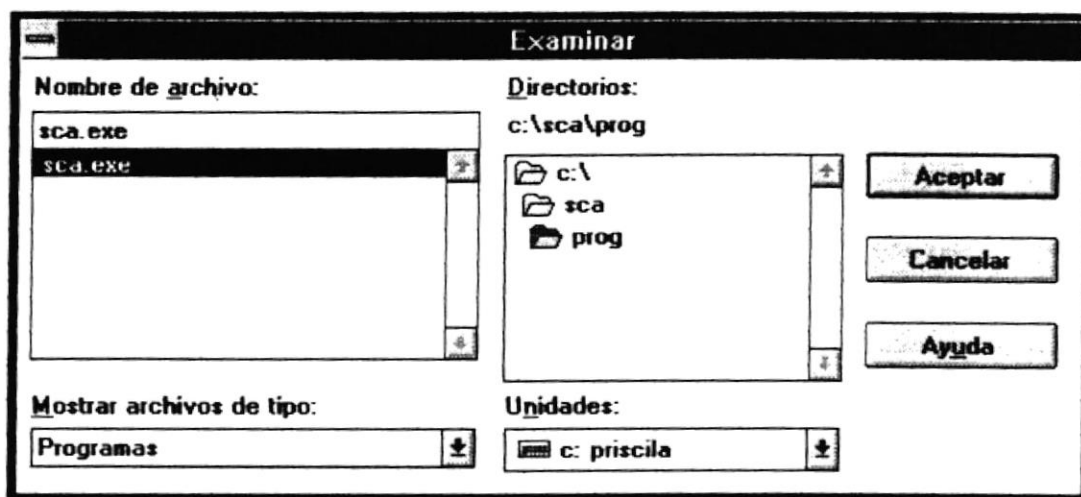 Examinar
Nombre de archivo:
sca.exe
sca.exe
Mostrar archivos de tipo:
Programas
Directorios:
c:\sca\prog
c:\
sca
prog
Unidades:
c: priscila
Aceptar
Cancelar
Ayuda